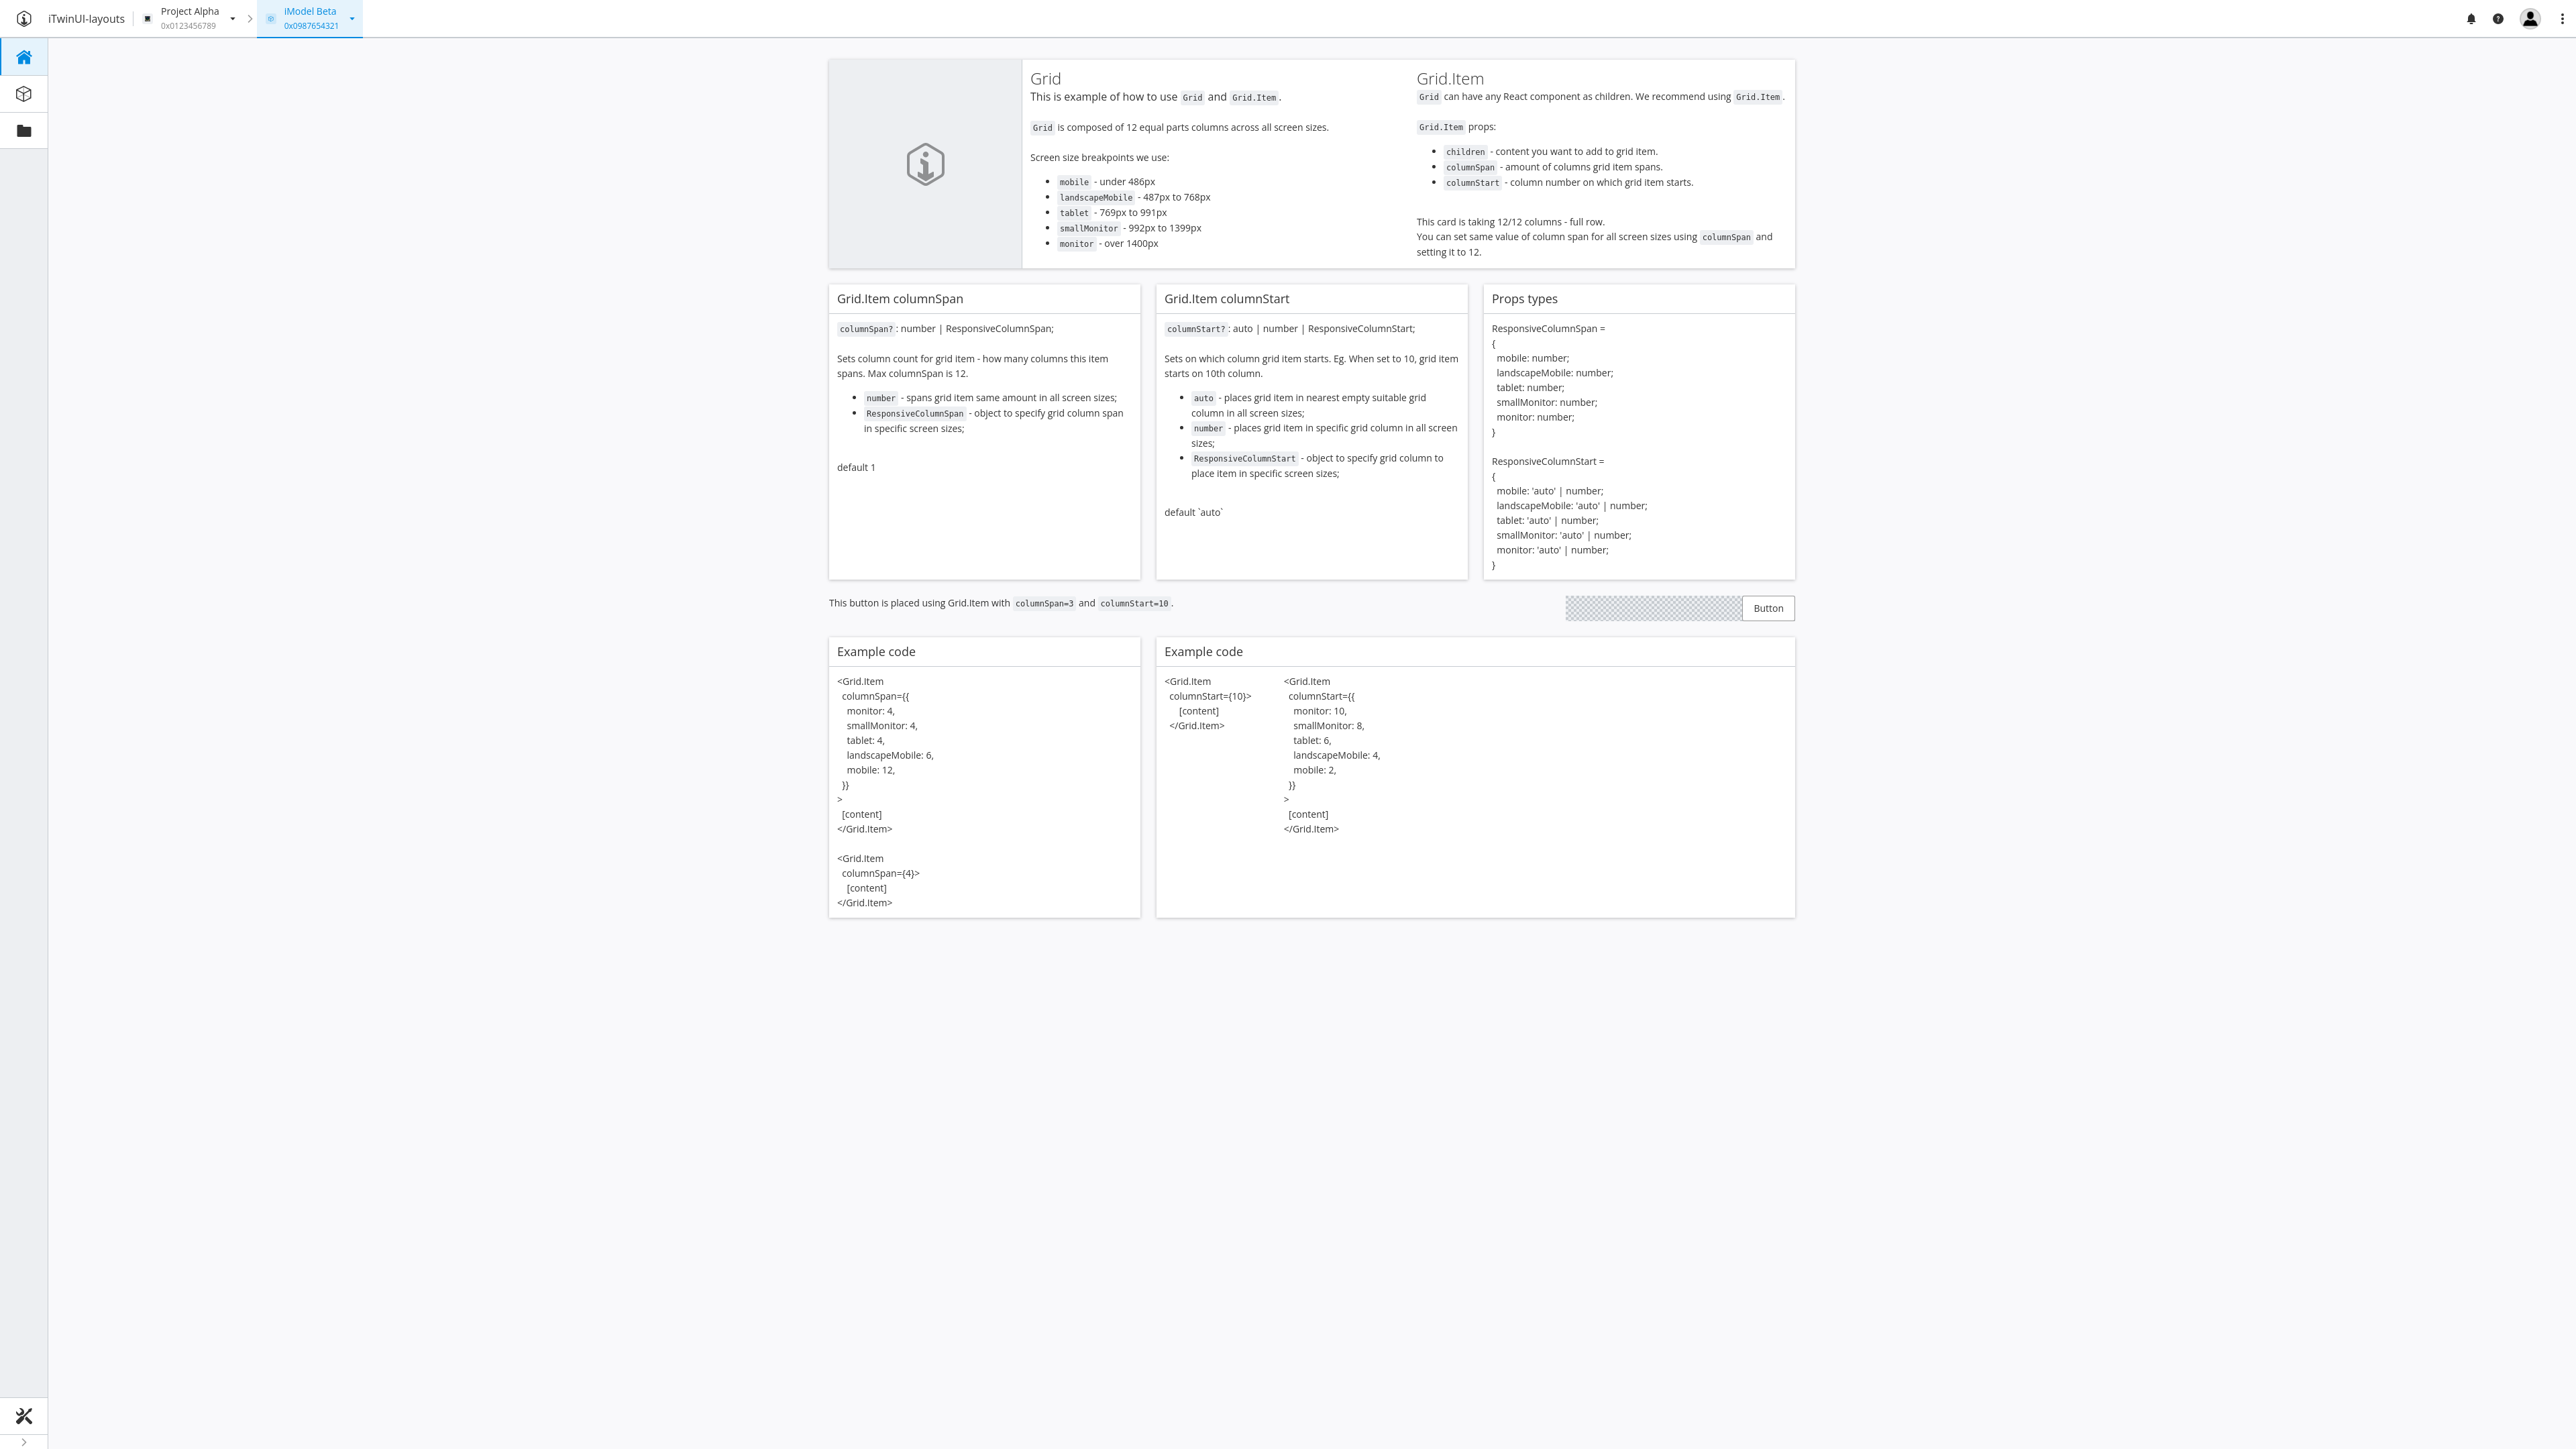 iTwinUI-layouts
Project Alpha
0x0123456789
iModel Beta
0x0987654321
Grid
This is example of how to use Grid and Grid.Item.
Grid is composed of 12 equal parts columns across all screen sizes.
Screen size breakpoints we use:
mobile - under 486px
landscapeMobile - 487px to 768px
tablet - 769px to 991px
smallMonitor - 992px to 1399px
monitor - over 1400px
Grid.Item
Grid can have any React component as children. We recommend using Grid.Item.
Grid.Item props:
children - content you want to add to grid item.
columnSpan - amount of columns grid item spans.
columnStart - column number on which grid item starts.
This card is taking 12/12 columns - full row.
You can set same value of column span for all screen sizes using columnSpan and
setting it to 12.
Grid.Item columnSpan
columnSpan?: number | ResponsiveColumnSpan;
Sets column count for grid item - how many columns this item
spans. Max columnSpan is 12.
number - spans grid item same amount in all screen sizes;
ResponsiveColumnSpan - object to specify grid column span
in specific screen sizes;
default 1
Grid.Item columnStart
columnStart?: auto | number | ResponsiveColumnStart;
Sets on which column grid item starts. Eg. When set to 10, grid item
starts on 10th column.
auto - places grid item in nearest empty suitable grid
column in all screen sizes;
number - places grid item in specific grid column in all screen
sizes;
ResponsiveColumnStart - object to specify grid column to
place item in specific screen sizes;
default `auto`
Props types
ResponsiveColumnSpan =
{
mobile: number;
landscapeMobile: number;
tablet: number;
smallMonitor: number;
monitor: number;
}
ResponsiveColumnStart =
{
mobile: 'auto' | number;
landscapeMobile: 'auto' | number;
tablet: 'auto' | number;
smallMonitor: 'auto' | number;
monitor: 'auto' | number;
}
This button is placed using Grid.Item with columnSpan=3 and columnStart=10.
Button
Example code
<Grid.Item
columnSpan={{
monitor: 4,
smallMonitor: 4,
tablet: 4,
landscapeMobile: 6,
mobile: 12,
}}
>
[content]
</Grid.Item>
<Grid.Item
columnSpan={4}>
[content]
</Grid.Item>
Example code
<Grid.Item
columnStart={10}>
[content]
</Grid.Item>
<Grid.Item
columnStart={{
monitor: 10,
smallMonitor: 8,
tablet: 6,
landscapeMobile: 4,
mobile: 2,
}}
>
[content]
</Grid.Item>